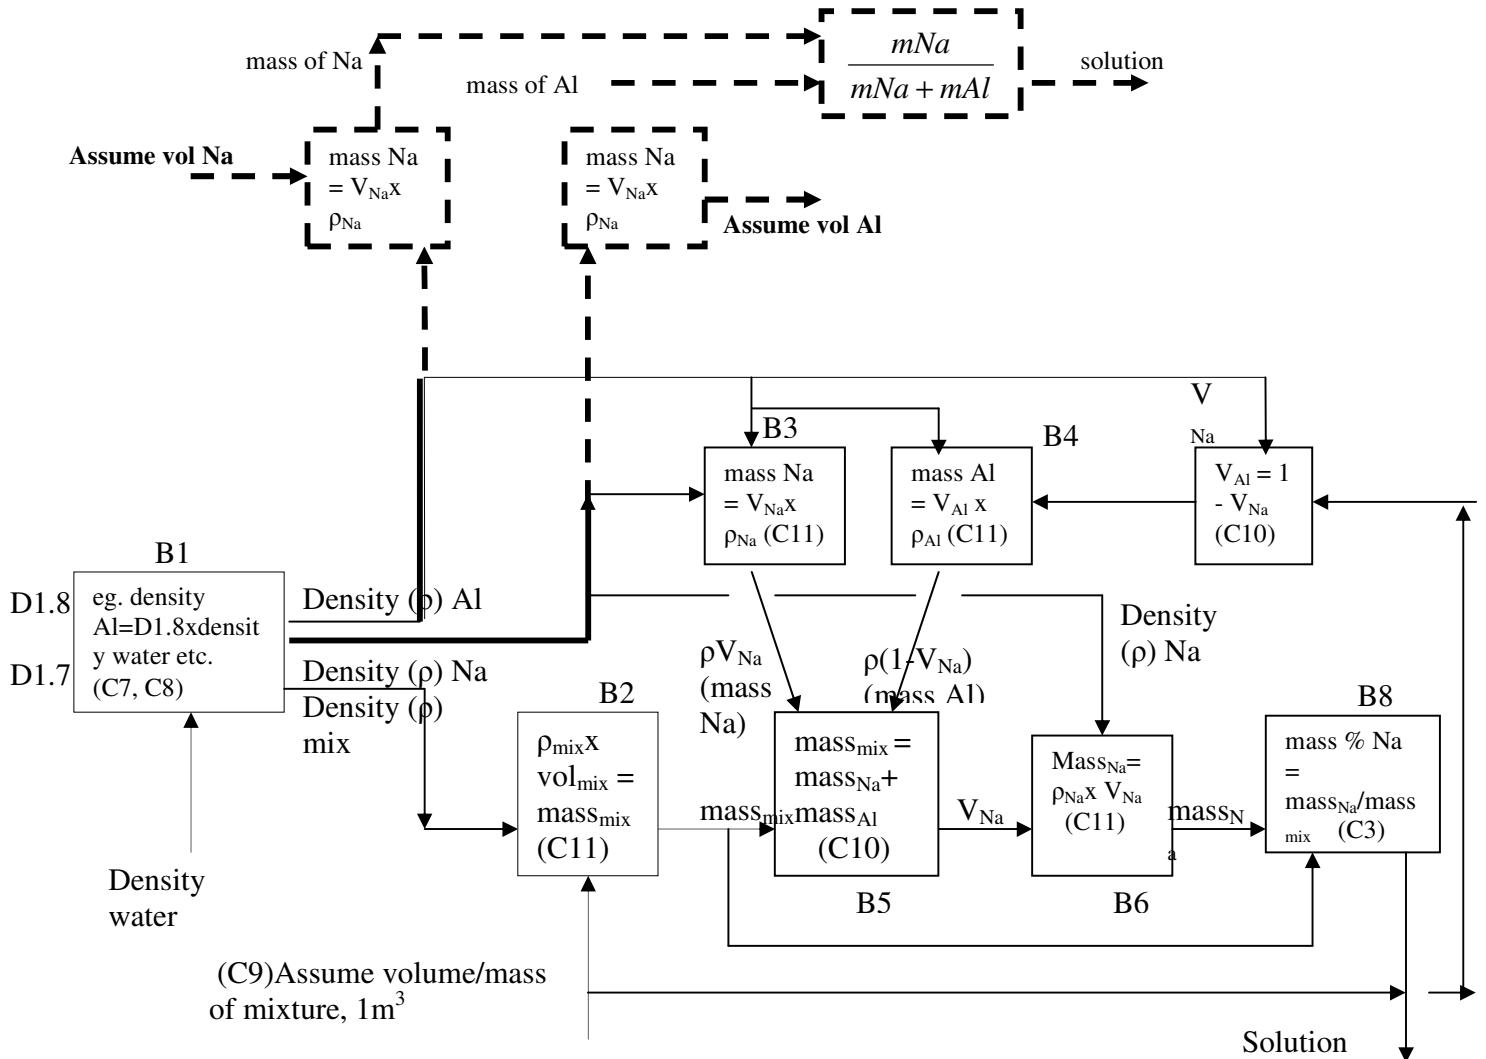 mNa
mNa + mAl
mass of Na
solution
mass of Al
Assume vol Na
mass Na
= V_Na x
ρ_Na
mass Na
= V_Na x
ρ_Na
Assume vol Al
V
Na
B3
B4
mass Na
= V_Na x
ρ_Na (C11)
mass Al
= V_Al x
ρ_Al (C11)
V_Al = 1
- V_Na
(C10)
B1
D1.8
D1.7
eg. density
Al=D1.8xdensit
y water etc.
(C7, C8)
Density (ρ) Al
Density (ρ) Na
Density (ρ)
mix
Density
(ρ) Na
ρV_Na
(mass
Na)
ρ(1-V_Na)
(mass Al)
B2
B8
ρ_mix x
vol_mix =
mass_mix
(C11)
mass_mix
mass_mix =
mass_Na+
mass_Al
(C10)
V_Na
Mass_Na=
ρ_Na x V_Na
(C11)
mass_N
a
mass % Na
=
mass_Na/mass
mix (C3)
B5
B6
Density
water
(C9)Assume volume/mass
of mixture, 1m³
Solution